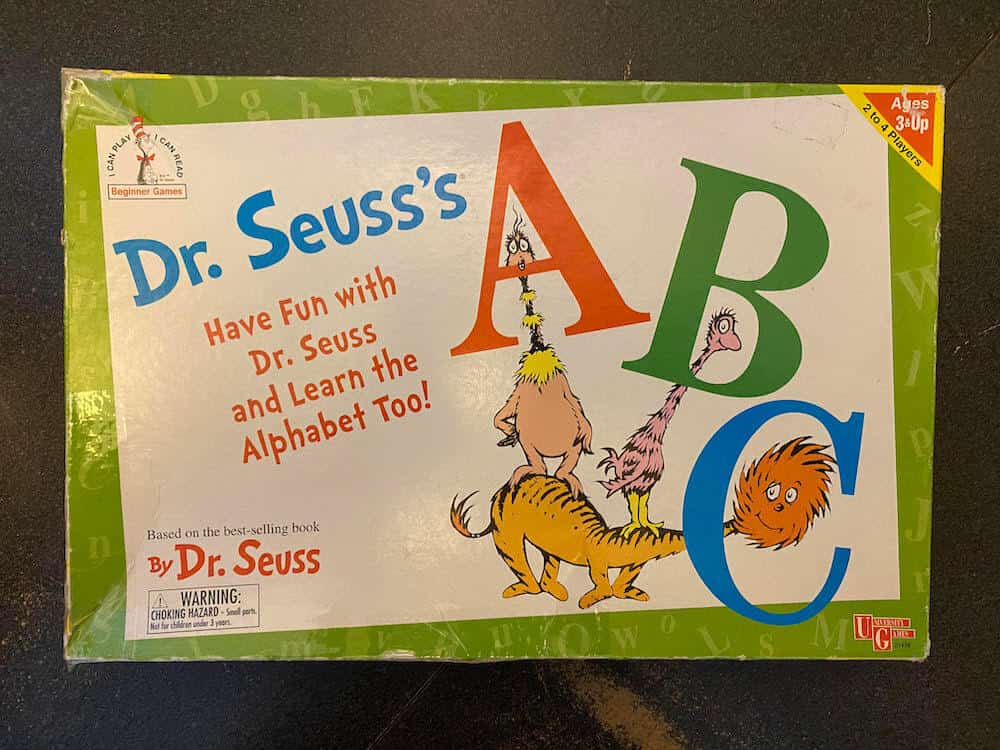 I CAN PLAY I CAN READ
Beginner Games
Ages
3 & Up
2 to 4 Players
Dr. Seuss's
A B C
Have Fun with
Dr. Seuss
and Learn the
Alphabet Too!
Based on the best-selling book
By Dr. Seuss
WARNING:
CHOKING HAZARD - Small parts.
Not for children under 3 years.
UNIVERSITY
GAMES